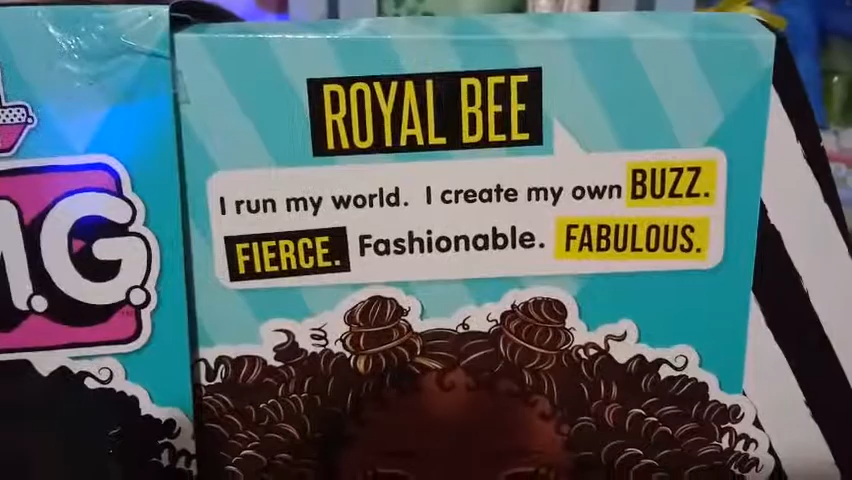 ROYAL BEE
I run my world. I create my own BUZZ.
FIERCE. Fashionable. FABULOUS.
.G.